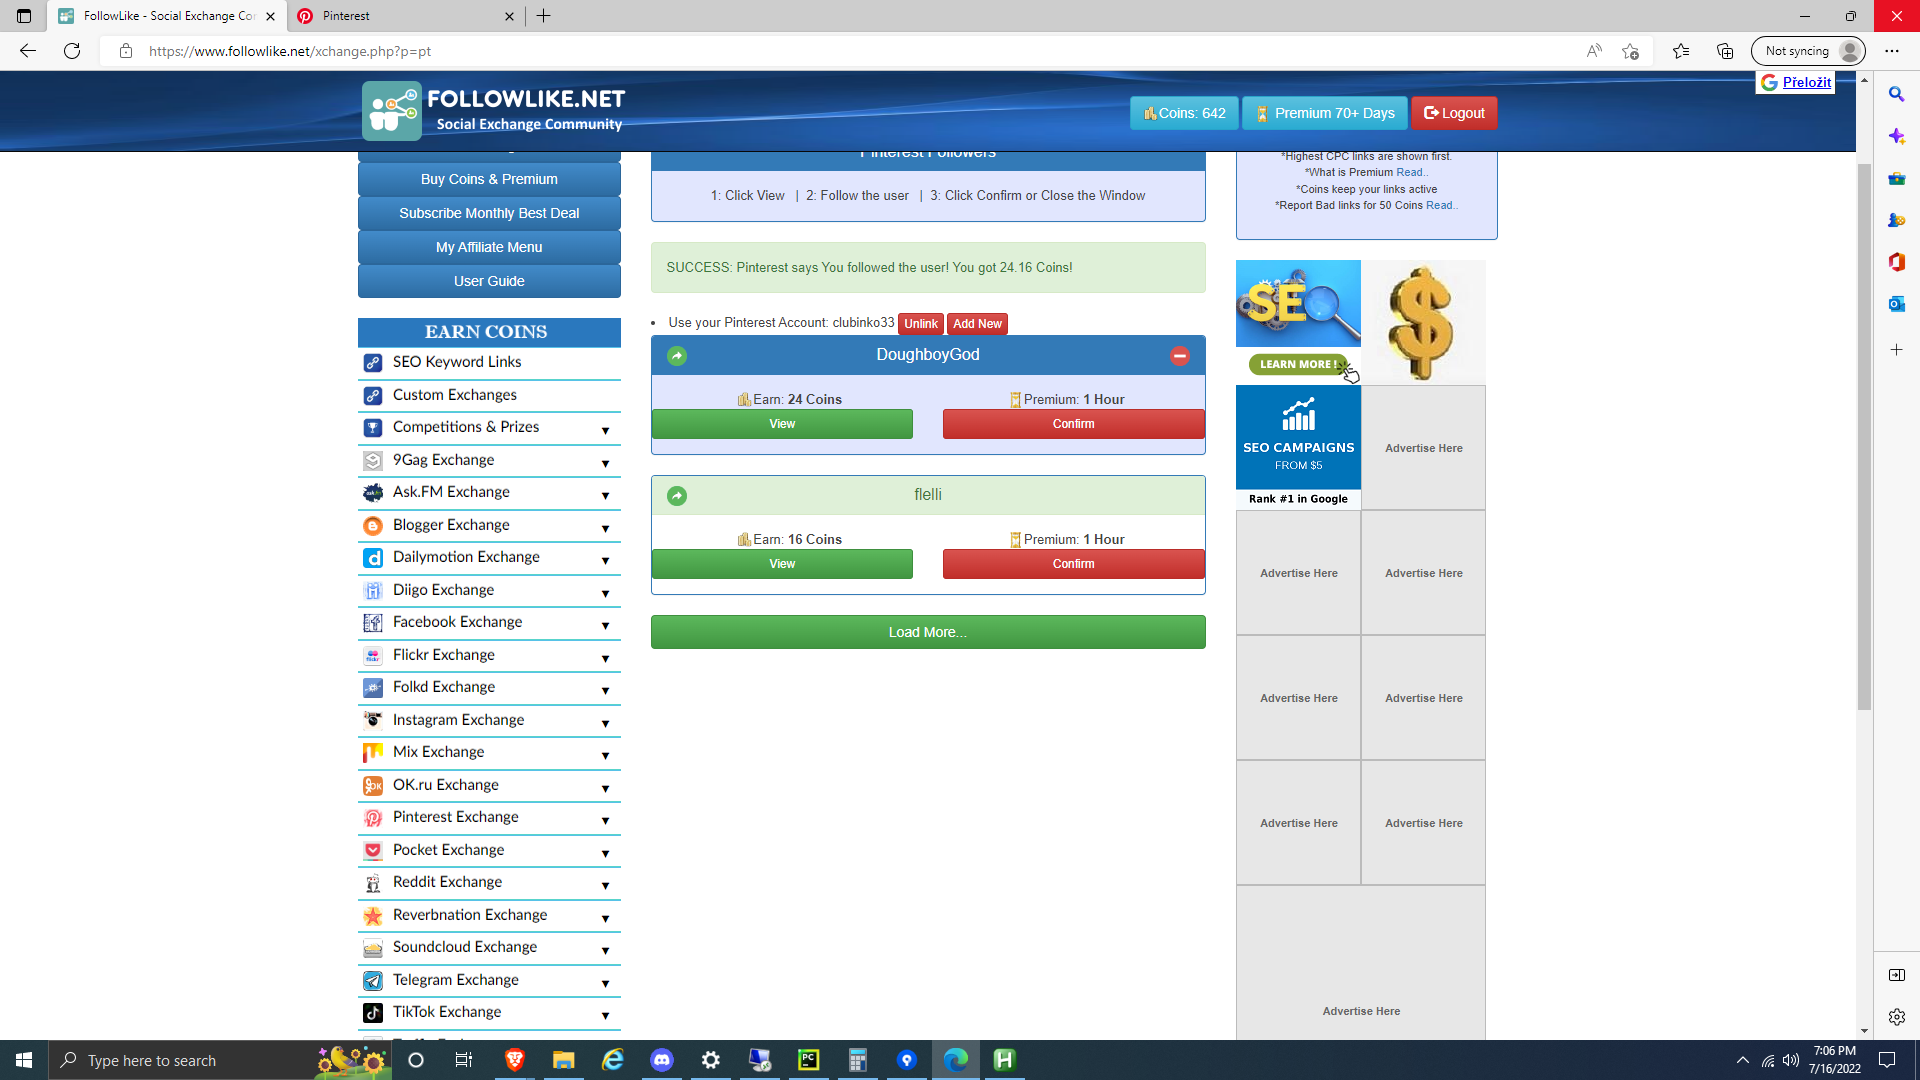 FollowLike - Social Exchange Cor
Pinterest
https://www.followlike.net/xchange.php?p=pt
Not syncing
Přeložit
FOLLOWLIKE.NET
Social Exchange Community
Coins: 642
Premium 70+ Days
Logout
Buy Coins & Premium
Subscribe Monthly Best Deal
My Affiliate Menu
User Guide
EARN COINS
SEO Keyword Links
Custom Exchanges
Competitions & Prizes
9Gag Exchange
Ask.FM Exchange
Blogger Exchange
Dailymotion Exchange
Diigo Exchange
Facebook Exchange
Flickr Exchange
Folkd Exchange
Instagram Exchange
Mix Exchange
OK.ru Exchange
Pinterest Exchange
Pocket Exchange
Reddit Exchange
Reverbnation Exchange
Soundcloud Exchange
Telegram Exchange
TikTok Exchange
Pinterest Followers
1: Click View | 2: Follow the user | 3: Click Confirm or Close the Window
SUCCESS: Pinterest says You followed the user! You got 24.16 Coins!
Use your Pinterest Account: clubinko33 Unlink Add New
DoughboyGod
Earn: 24 Coins
Premium: 1 Hour
View
Confirm
flelli
Earn: 16 Coins
Premium: 1 Hour
View
Confirm
Load More...
*Highest CPC links are shown first.
*What is Premium Read..
*Coins keep your links active
*Report Bad links for 50 Coins Read..
SEO
LEARN MORE !
$
SEO CAMPAIGNS
FROM $5
Rank #1 in Google
Advertise Here
Advertise Here
Advertise Here
Advertise Here
Advertise Here
Advertise Here
Advertise Here
Advertise Here
Type here to search
7:06 PM
7/16/2022